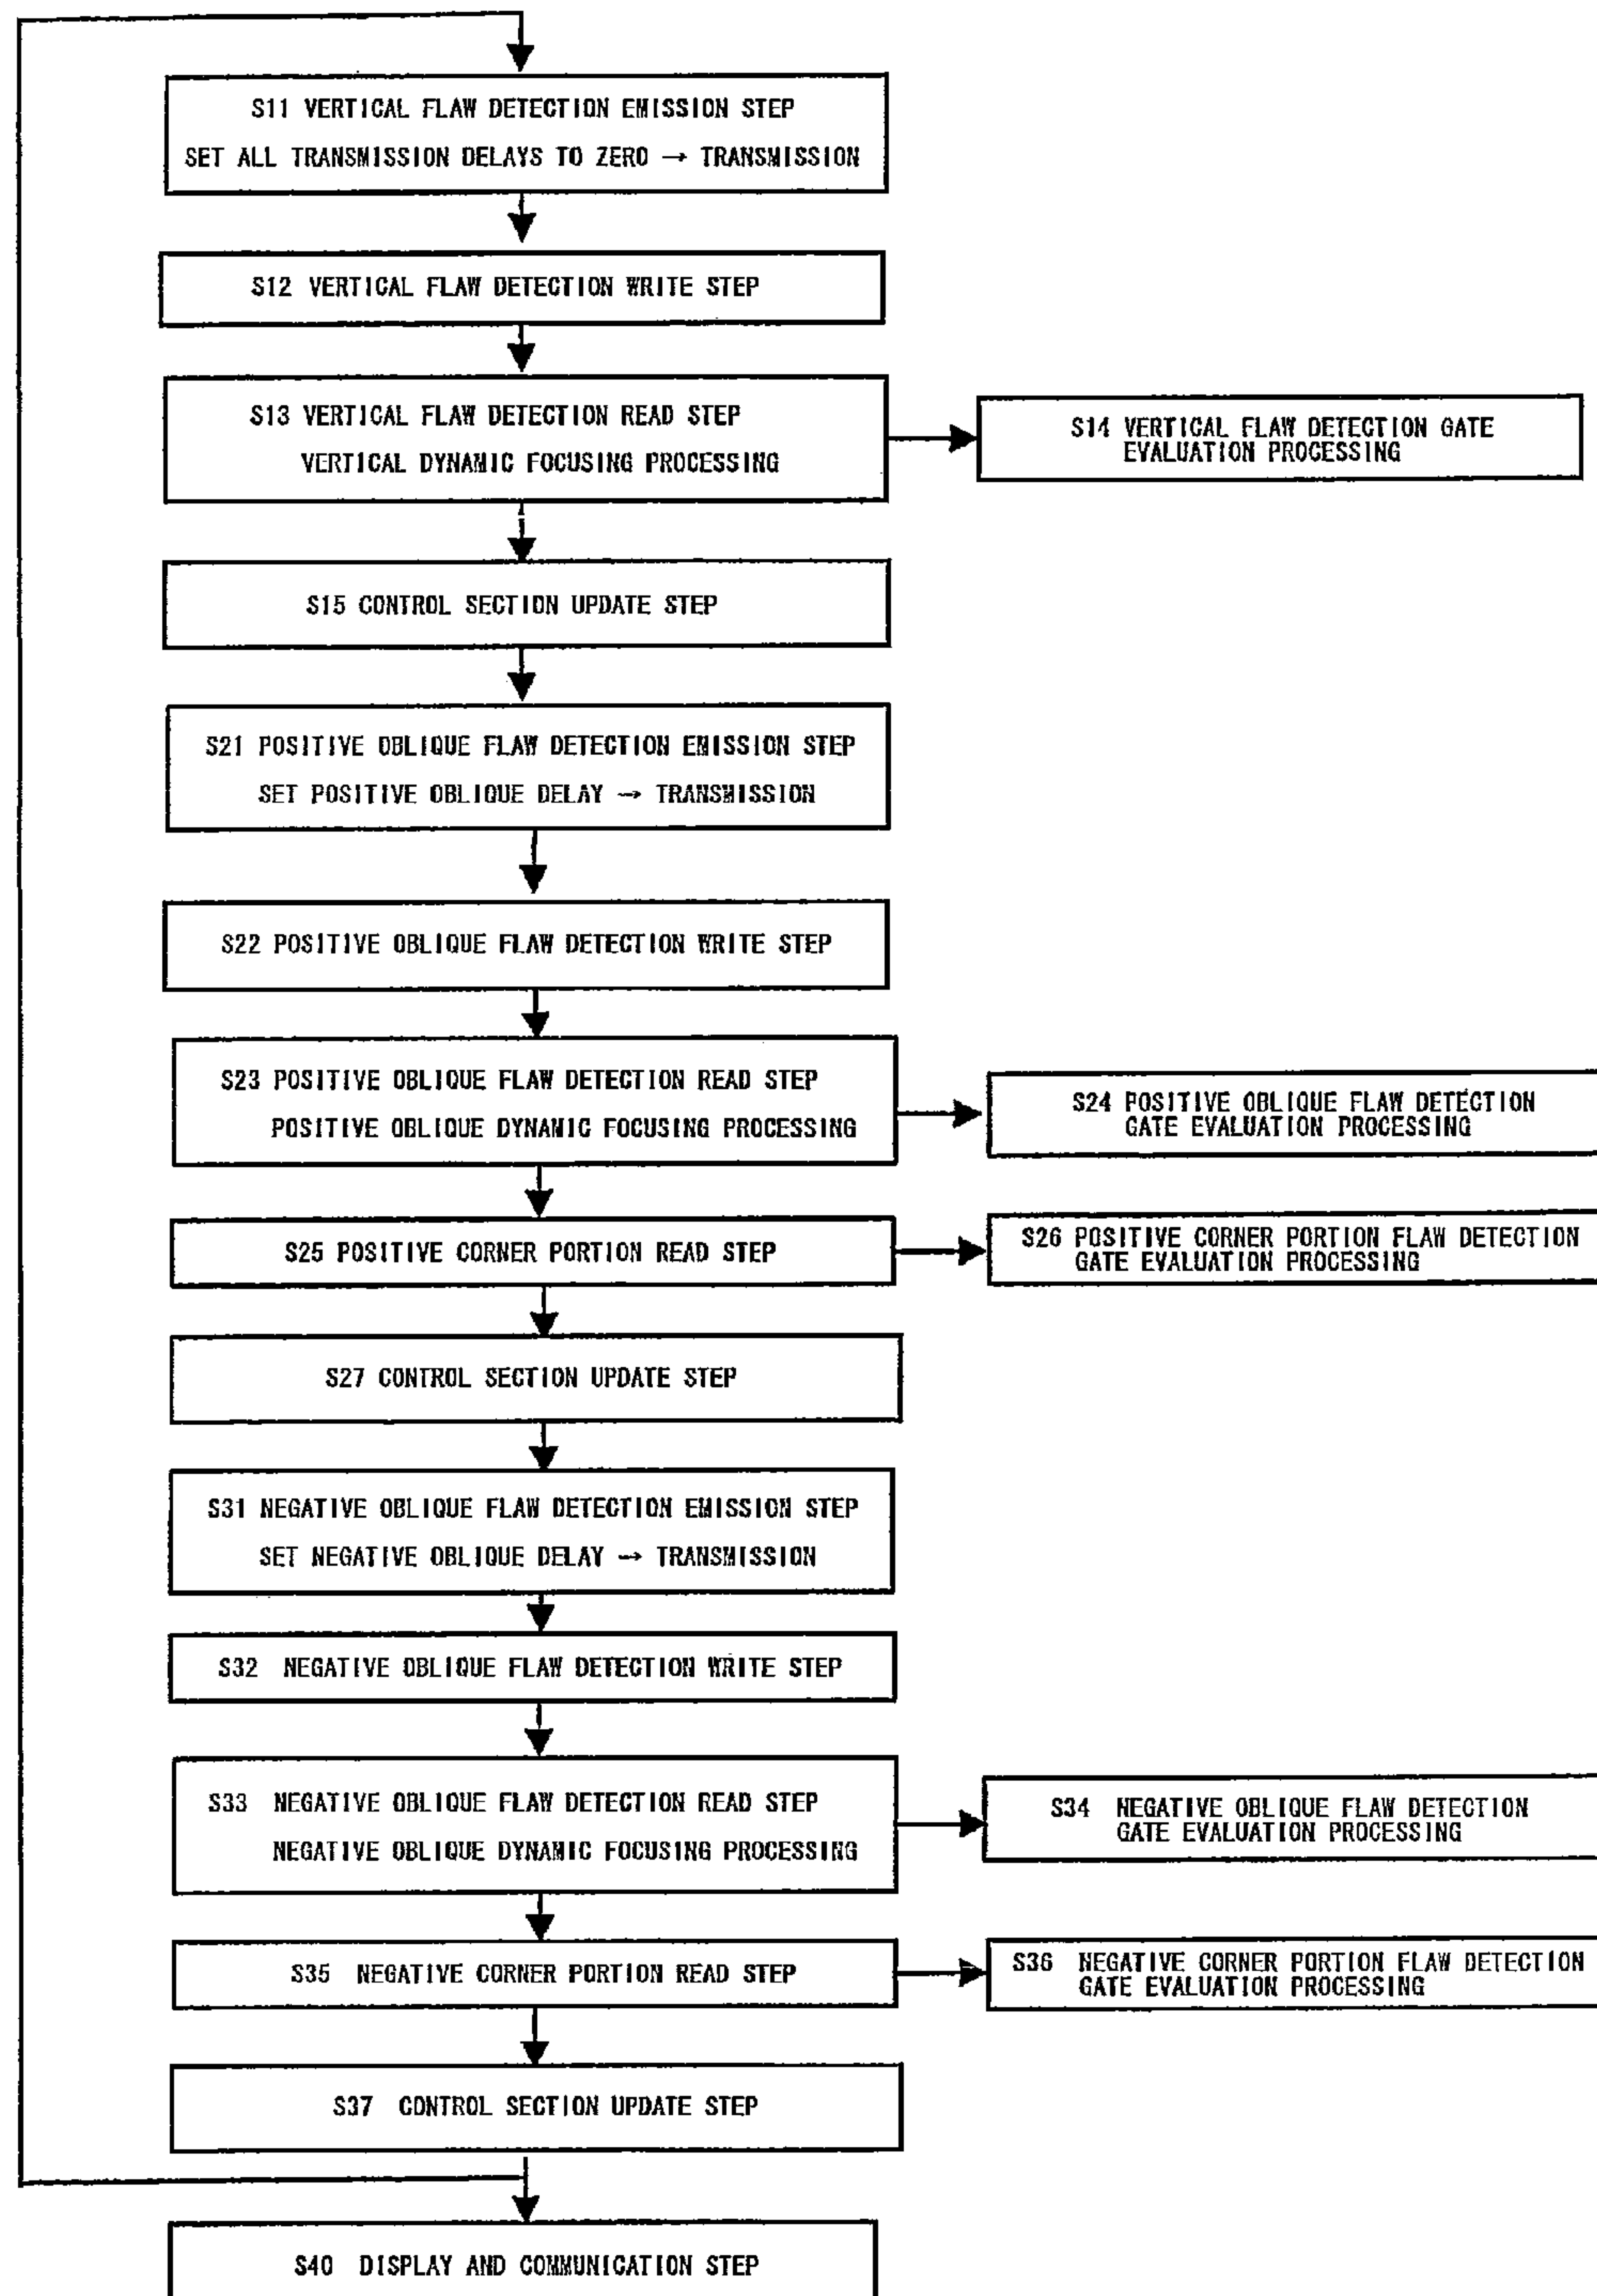 S11 VERTICAL FLAW DETECTION EMISSION STEP
SET ALL TRANSMISSION DELAYS TO ZERO → TRANSMISSION
S12 VERTICAL FLAW DETECTION WRITE STEP
S13 VERTICAL FLAW DETECTION READ STEP
VERTICAL DYNAMIC FOCUSING PROCESSING
S14 VERTICAL FLAW DETECTION GATE
EVALUATION PROCESSING
S15 CONTROL SECTION UPDATE STEP
S21 POSITIVE OBLIQUE FLAW DETECTION EMISSION STEP
SET POSITIVE OBLIQUE DELAY → TRANSMISSION
S22 POSITIVE OBLIQUE FLAW DETECTION WRITE STEP
S23 POSITIVE OBLIQUE FLAW DETECTION READ STEP
POSITIVE OBLIQUE DYNAMIC FOCUSING PROCESSING
S24 POSITIVE OBLIQUE FLAW DETECTION
GATE EVALUATION PROCESSING
S25 POSITIVE CORNER PORTION READ STEP
S26 POSITIVE CORNER PORTION FLAW DETECTION
GATE EVALUATION PROCESSING
S27 CONTROL SECTION UPDATE STEP
S31 NEGATIVE OBLIQUE FLAW DETECTION EMISSION STEP
SET NEGATIVE OBLIQUE DELAY → TRANSMISSION
S32 NEGATIVE OBLIQUE FLAW DETECTION WRITE STEP
S33 NEGATIVE OBLIQUE FLAW DETECTION READ STEP
NEGATIVE OBLIQUE DYNAMIC FOCUSING PROCESSING
S34 NEGATIVE OBLIQUE FLAW DETECTION
GATE EVALUATION PROCESSING
S35 NEGATIVE CORNER PORTION READ STEP
S36 NEGATIVE CORNER PORTION FLAW DETECTION
GATE EVALUATION PROCESSING
S37 CONTROL SECTION UPDATE STEP
S40 DISPLAY AND COMMUNICATION STEP